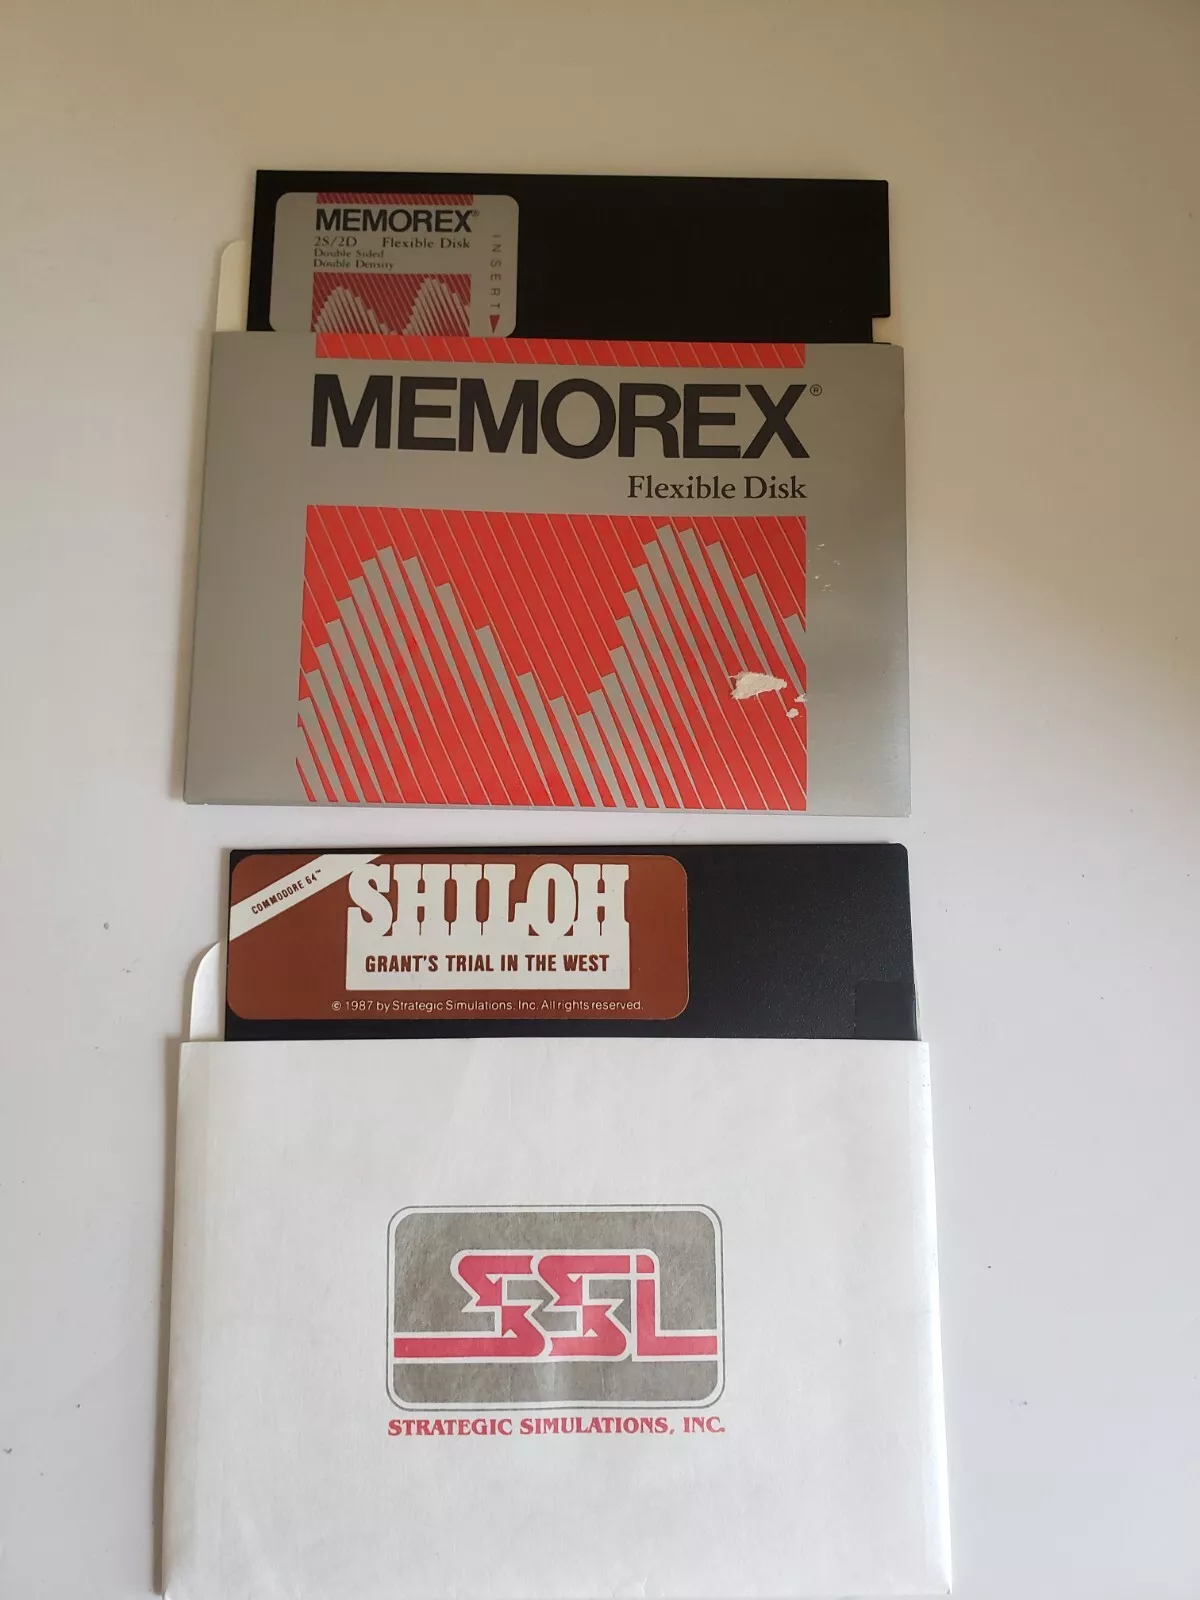 MEMOREX®
2S/2D Flexible Disk
Double Sided
Double Density
INSERT
MEMOREX®
Flexible Disk
COMMODORE 64™
SHILOH
GRANT'S TRIAL IN THE WEST
© 1987 by Strategic Simulations, Inc. All rights reserved.
SSI
STRATEGIC SIMULATIONS, INC.